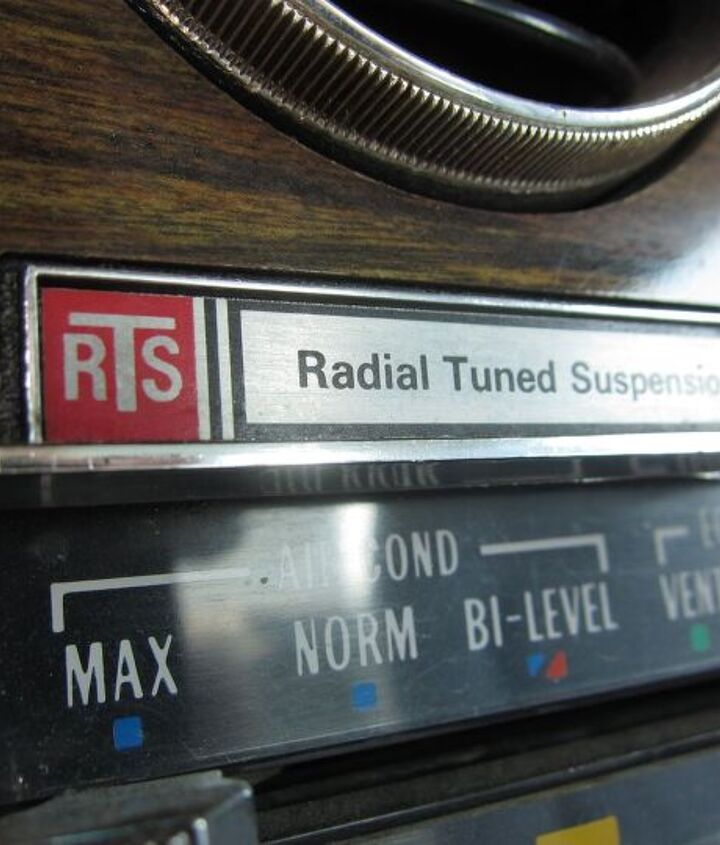 RTS Radial Tuned Suspensio
AIR COND
MAX NORM BI-LEVEL VENT